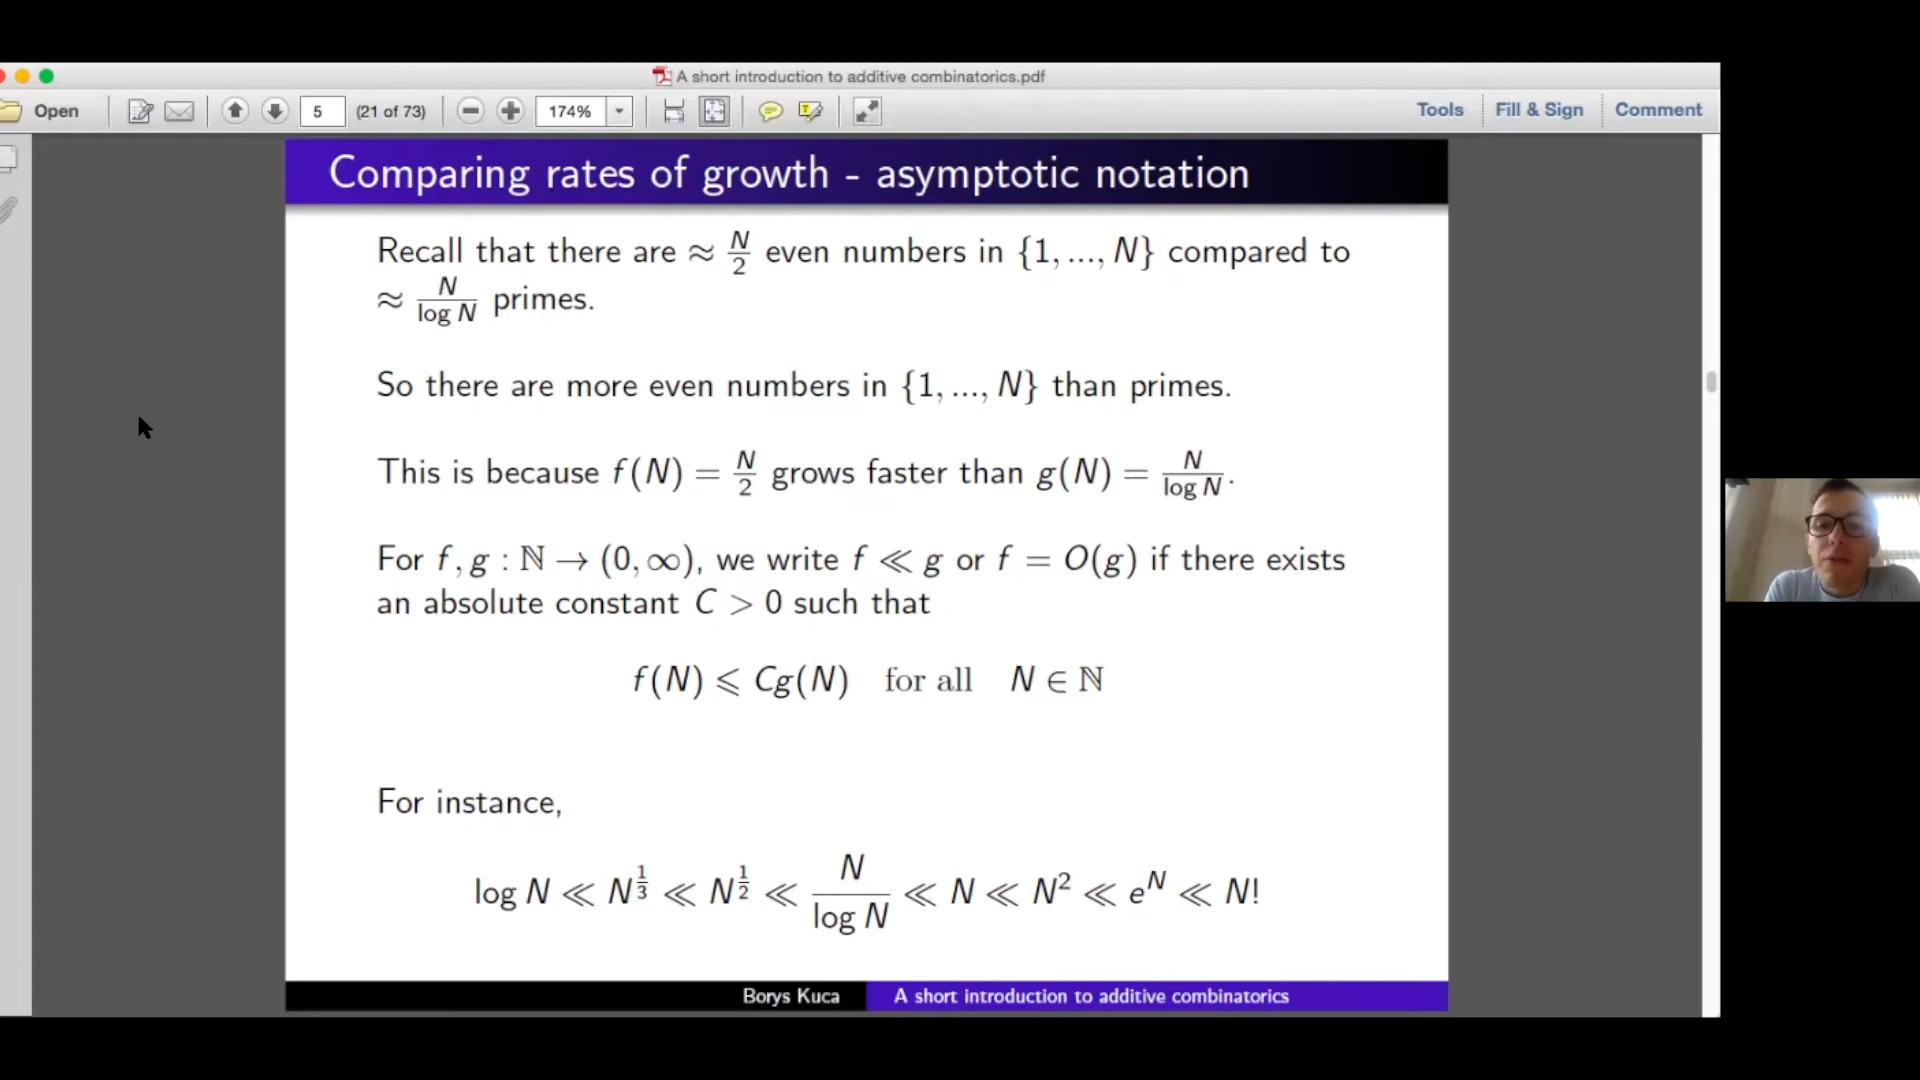 A short introduction to additive combinatorics.pdf
Open 5 (21 of 73) 174% Tools Fill & Sign Comment
Comparing rates of growth - asymptotic notation
Recall that there are ≈ N/2 even numbers in {1, ..., N} compared to
≈ N/log N primes.
So there are more even numbers in {1, ..., N} than primes.
This is because f(N) = N/2 grows faster than g(N) = N/log N.
For f, g : ℕ → (0, ∞), we write f ≪ g or f = O(g) if there exists
an absolute constant C > 0 such that
f(N) ⩽ Cg(N) for all N ∈ ℕ
For instance,
log N ≪ N^{1/3} ≪ N^{1/2} ≪ N/log N ≪ N ≪ N² ≪ e^N ≪ N!
Borys Kuca A short introduction to additive combinatorics